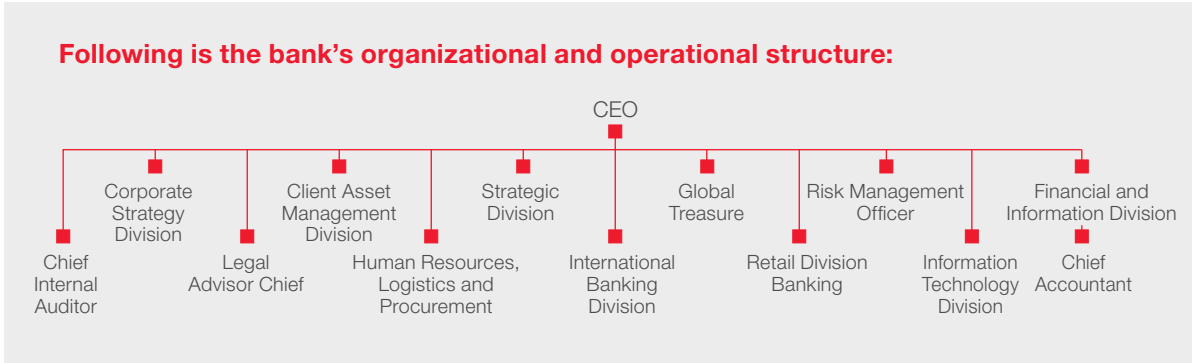 Following is the bank's organizational and operational structure:
CEO
Corporate
Strategy
Division
Client Asset
Management
Division
Strategic
Division
Global
Treasure
Risk Management
Officer
Financial and
Information Division
Chief
Internal
Auditor
Legal
Advisor Chief
Human Resources,
Logistics and
Procurement
International
Banking
Division
Retail Division
Banking
Information
Technology
Division
Chief
Accountant